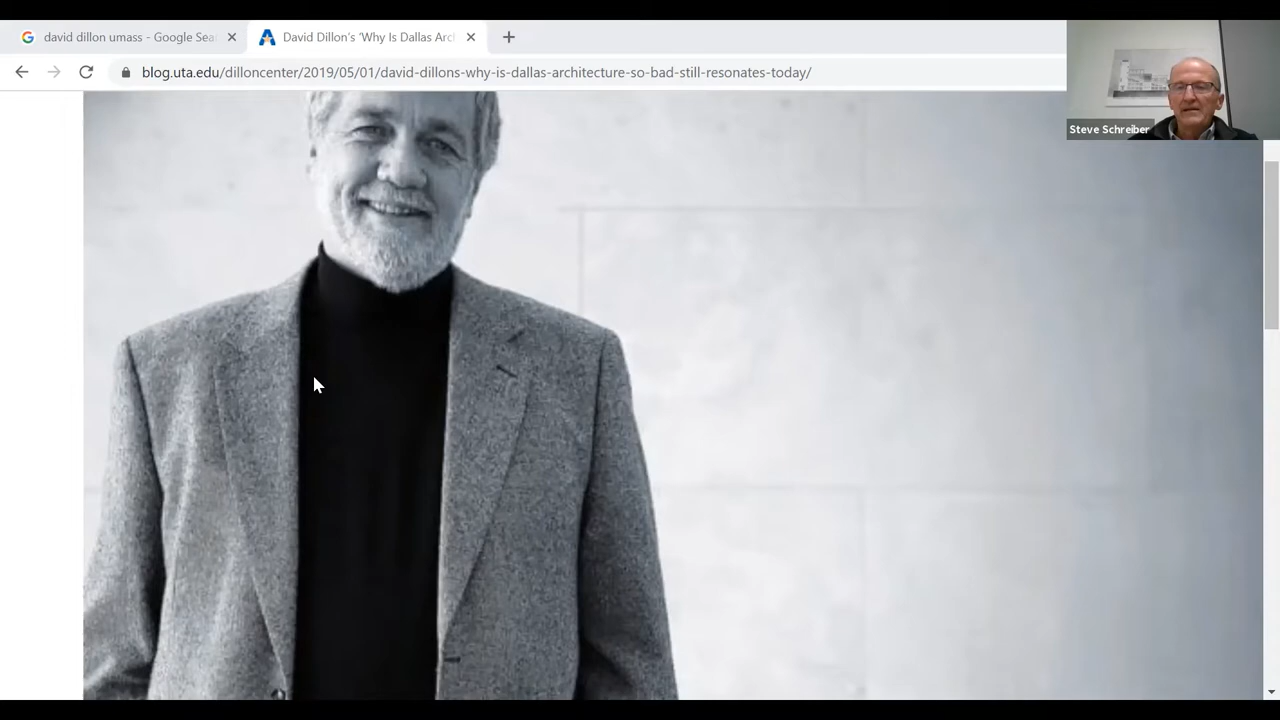 david dillon umass - Google Sea
David Dillon's 'Why Is Dallas Arc
blog.uta.edu/dilloncenter/2019/05/01/david-dillons-why-is-dallas-architecture-so-bad-still-resonates-today/
Steve Schreiber